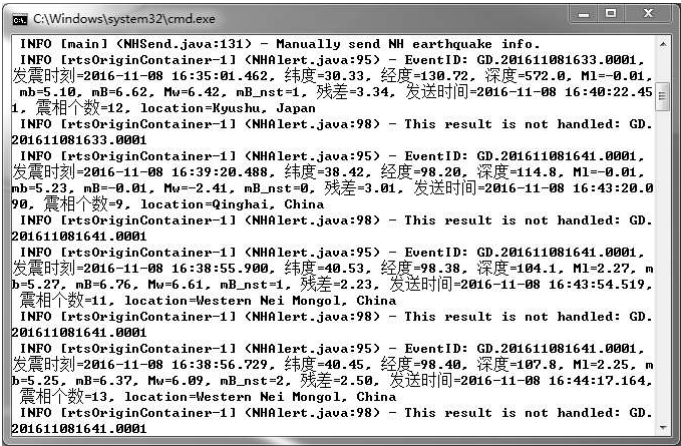 C:\Windows\system32\cmd.exe
INFO [main] (NHSend.java:131) - Manually send NH earthquake info.
INFO [rtsOriginContainer-1] (NHAlert.java:95) - EventID: GD.201611081633.0001,
发震时刻=2016-11-08 16:35:01.462, 纬度=30.33, 经度=130.72, 深度=572.0, Ml=-0.01,
mb=5.10, mB=6.62, Mw=6.42, mB_nst=1, 残差=3.34, 发送时间=2016-11-08 16:40:22.45
1, 震相个数=12, location=Kyushu, Japan
INFO [rtsOriginContainer-1] (NHAlert.java:98) - This result is not handled: GD.
201611081633.0001
INFO [rtsOriginContainer-1] (NHAlert.java:95) - EventID: GD.201611081641.0001,
发震时刻=2016-11-08 16:39:20.488, 纬度=38.42, 经度=98.20, 深度=114.8, Ml=-0.01,
mb=5.23, mB=-0.01, Mw=-2.41, mB_nst=0, 残差=3.01, 发送时间=2016-11-08 16:43:20.0
90, 震相个数=9, location=Qinghai, China
INFO [rtsOriginContainer-1] (NHAlert.java:98) - This result is not handled: GD.
201611081641.0001
INFO [rtsOriginContainer-1] (NHAlert.java:95) - EventID: GD.201611081641.0001,
发震时刻=2016-11-08 16:38:55.900, 纬度=40.53, 经度=98.38, 深度=104.1, Ml=2.27, m
b=5.27, mB=6.76, Mw=6.61, mB_nst=1, 残差=2.23, 发送时间=2016-11-08 16:43:54.519,
震相个数=11, location=Western Nei Mongol, China
INFO [rtsOriginContainer-1] (NHAlert.java:98) - This result is not handled: GD.
201611081641.0001
INFO [rtsOriginContainer-1] (NHAlert.java:95) - EventID: GD.201611081641.0001,
发震时刻=2016-11-08 16:38:56.729, 纬度=40.45, 经度=98.40, 深度=107.8, Ml=2.25, m
b=5.25, mB=6.37, Mw=6.09, mB_nst=2, 残差=2.50, 发送时间=2016-11-08 16:44:17.164,
震相个数=13, location=Western Nei Mongol, China
INFO [rtsOriginContainer-1] (NHAlert.java:98) - This result is not handled: GD.
201611081641.0001